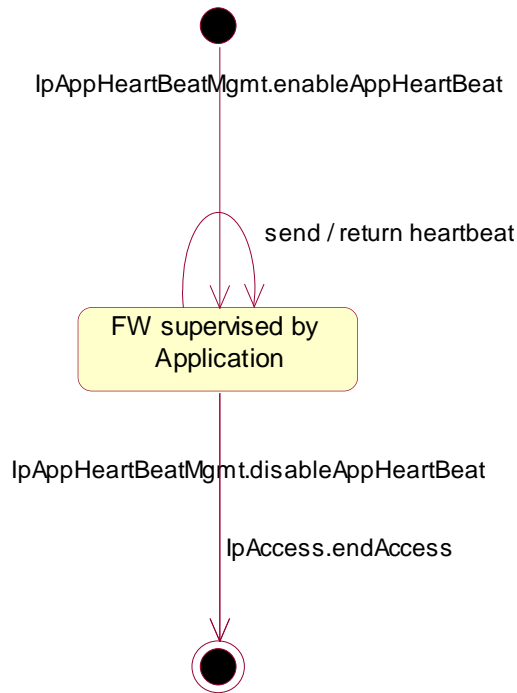 IpAppHeartBeatMgmt.enableAppHeartBeat
send / return heartbeat
FW supervised by
Application
IpAppHeartBeatMgmt.disableAppHeartBeat
IpAccess.endAccess